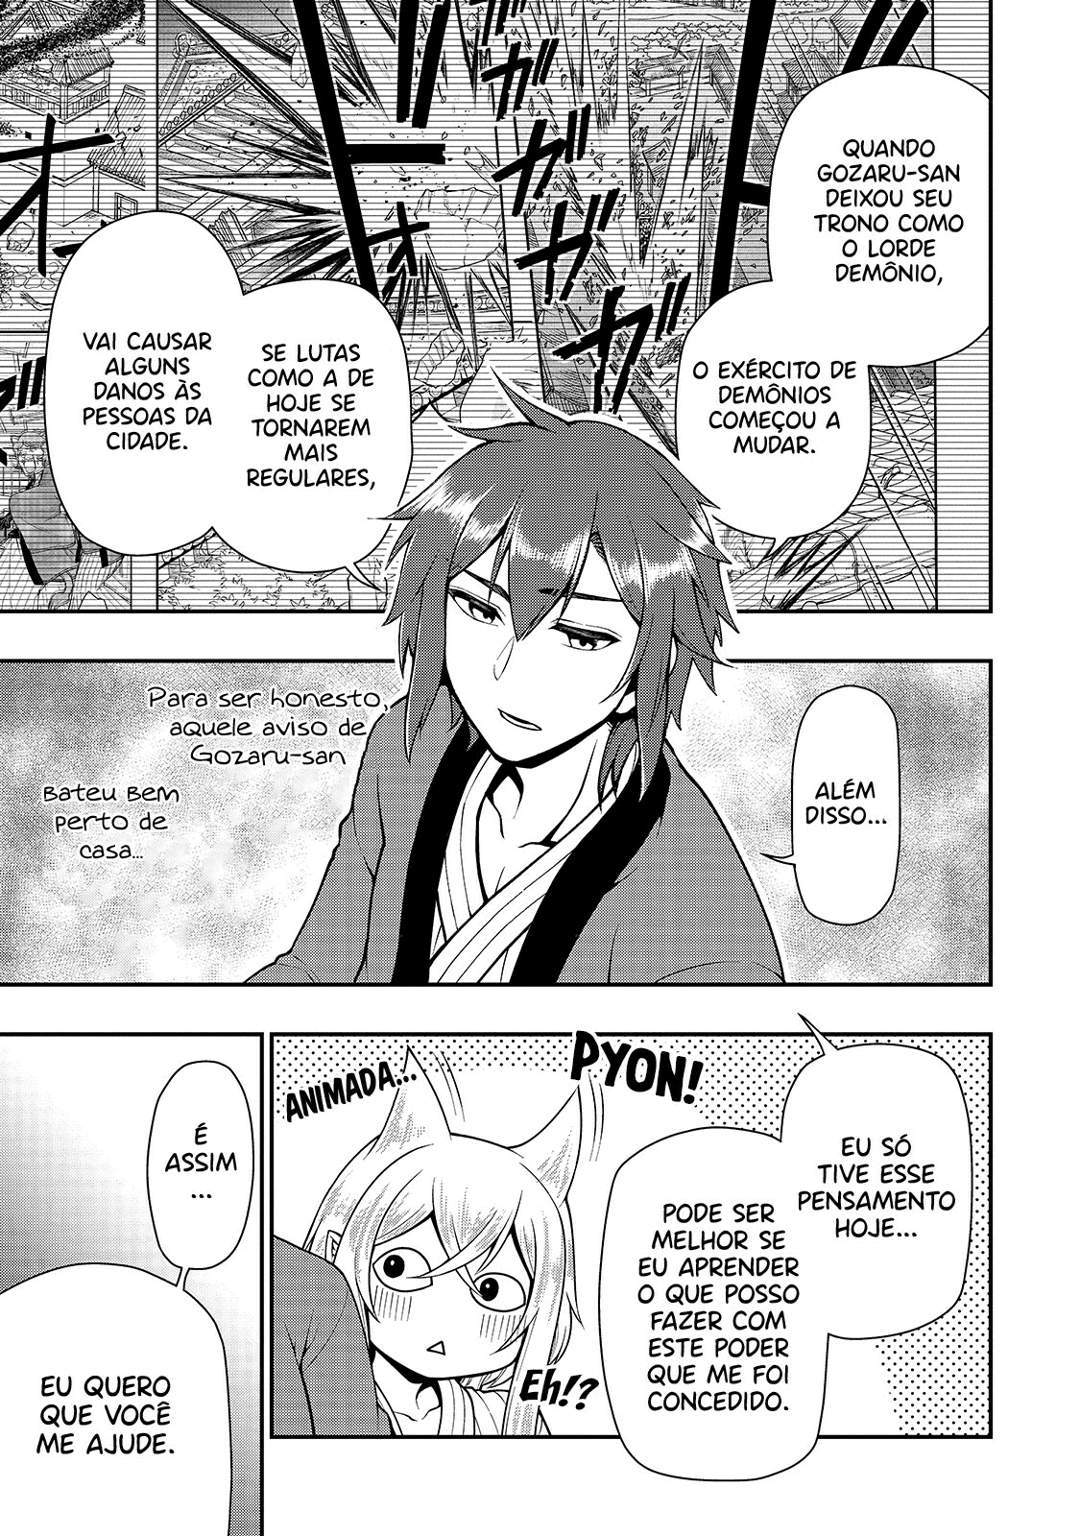 QUANDO
GOZARU-SAN
DEIXOU SEU
TRONO COMO
O LORDE
DEMÔNIO,
O EXÉRCITO DE
DEMÔNIOS
COMEÇOU A
MUDAR.
SE LUTAS
COMO A DE
HOJE SE
TORNAREM
MAIS
REGULARES,
VAI CAUSAR
ALGUNS
DANOS ÀS
PESSOAS DA
CIDADE.
ALÉM
DISSO...
Para ser honesto,
aquele aviso de
Gozaru-san
Bateu Bem
perto de
casa...
EU SÓ
TIVE ESSE
PENSAMENTO
HOJE...
PODE SER
MELHOR SE
EU APRENDER
O QUE POSSO
FAZER COM
ESTE PODER
QUE ME FOI
CONCEDIDO.
PYON!
ANIMADA...
Eh!?
É
ASSIM
...
EU QUERO
QUE VOCÊ
ME AJUDE.